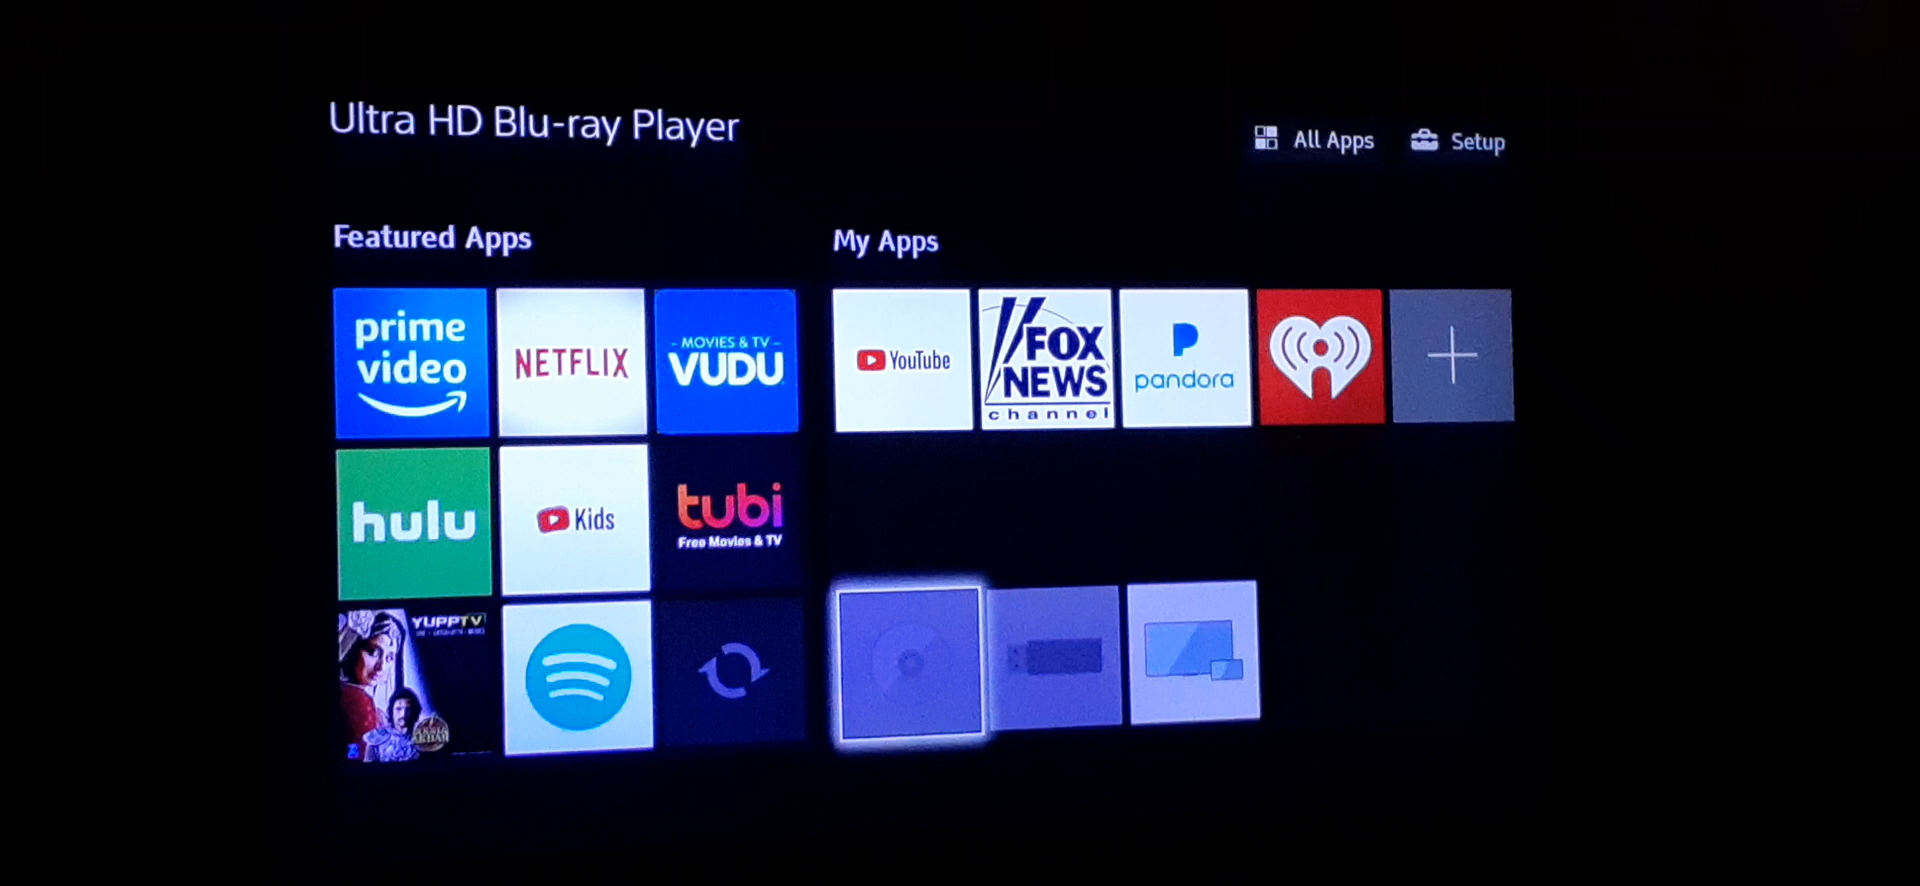 Ultra HD Blu-ray Player
All Apps
Setup
Featured Apps
My Apps
prime
video
NETFLIX
- MOVIES & TV -
VUDU
YouTube
FOX
NEWS
channel
pandora
hulu
Kids
tubi
Free Movies & TV
YUPPTV